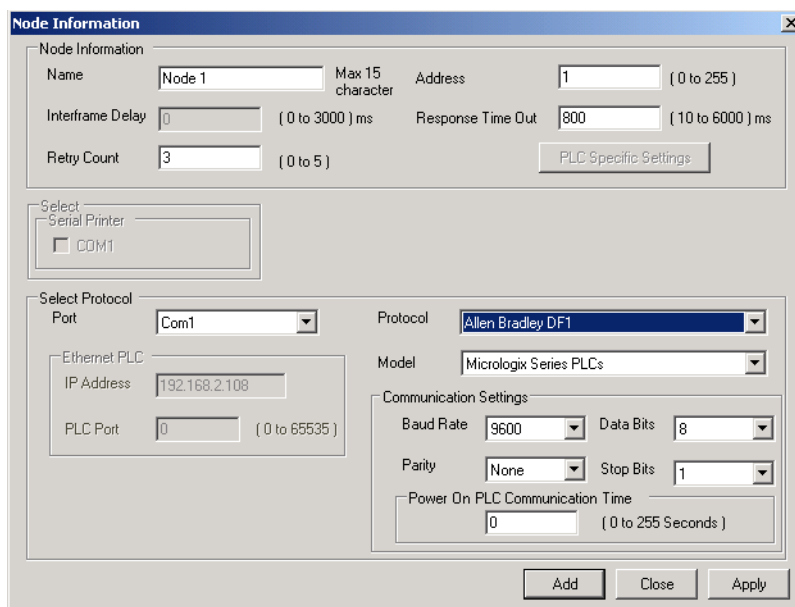 Node Information
Node Information
Name Node 1 Max 15 character Address 1 ( 0 to 255 )
Interframe Delay 0 ( 0 to 3000 ) ms Response Time Out 800 ( 10 to 6000 ) ms
Retry Count 3 ( 0 to 5 ) PLC Specific Settings
Select
Serial Printer
COM1
Select Protocol
Port Com1 Protocol Allen Bradley DF1
Ethernet PLC Model Micrologix Series PLCs
IP Address 192.168.2.108
PLC Port 0 ( 0 to 65535 )
Communication Settings
Baud Rate 9600 Data Bits 8
Parity None Stop Bits 1
Power On PLC Communication Time
0 ( 0 to 255 Seconds )
Add Close Apply